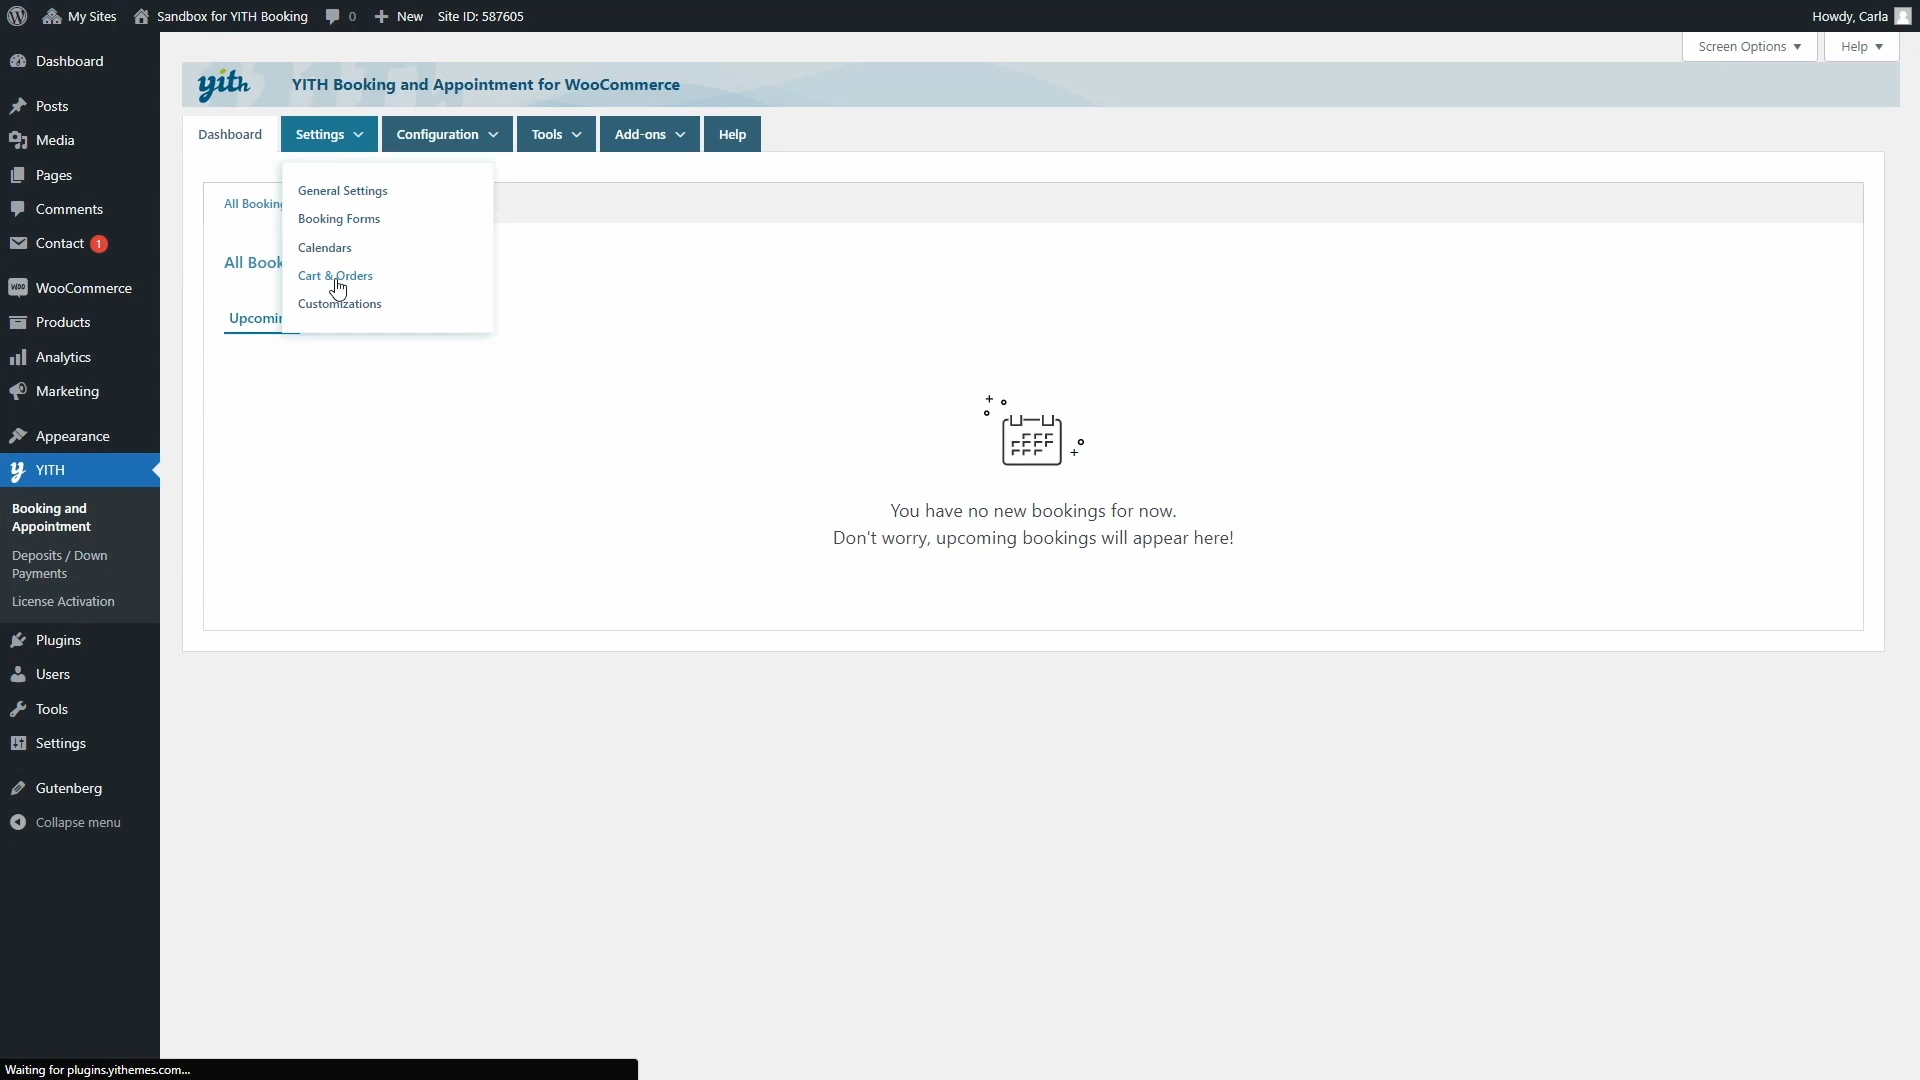 My Sites
Sandbox for YITH Booking
0
New
Site ID: 587605
Howdy, Carla
Screen Options
Help
Dashboard
Posts
Media
Pages
Comments
Contact 1
WooCommerce
Products
Analytics
Marketing
Appearance
YITH
Booking and
Appointment
Deposits / Down
Payments
License Activation
Plugins
Users
Tools
Settings
Gutenberg
Collapse menu
yith
YITH Booking and Appointment for WooCommerce
Dashboard
Settings
Configuration
Tools
Add-ons
Help
General Settings
Booking Forms
Calendars
Cart & Orders
Customizations
All Booking
All Book
Upcomin
You have no new bookings for now.
Don't worry, upcoming bookings will appear here!
Waiting for plugins.yithemes.com...